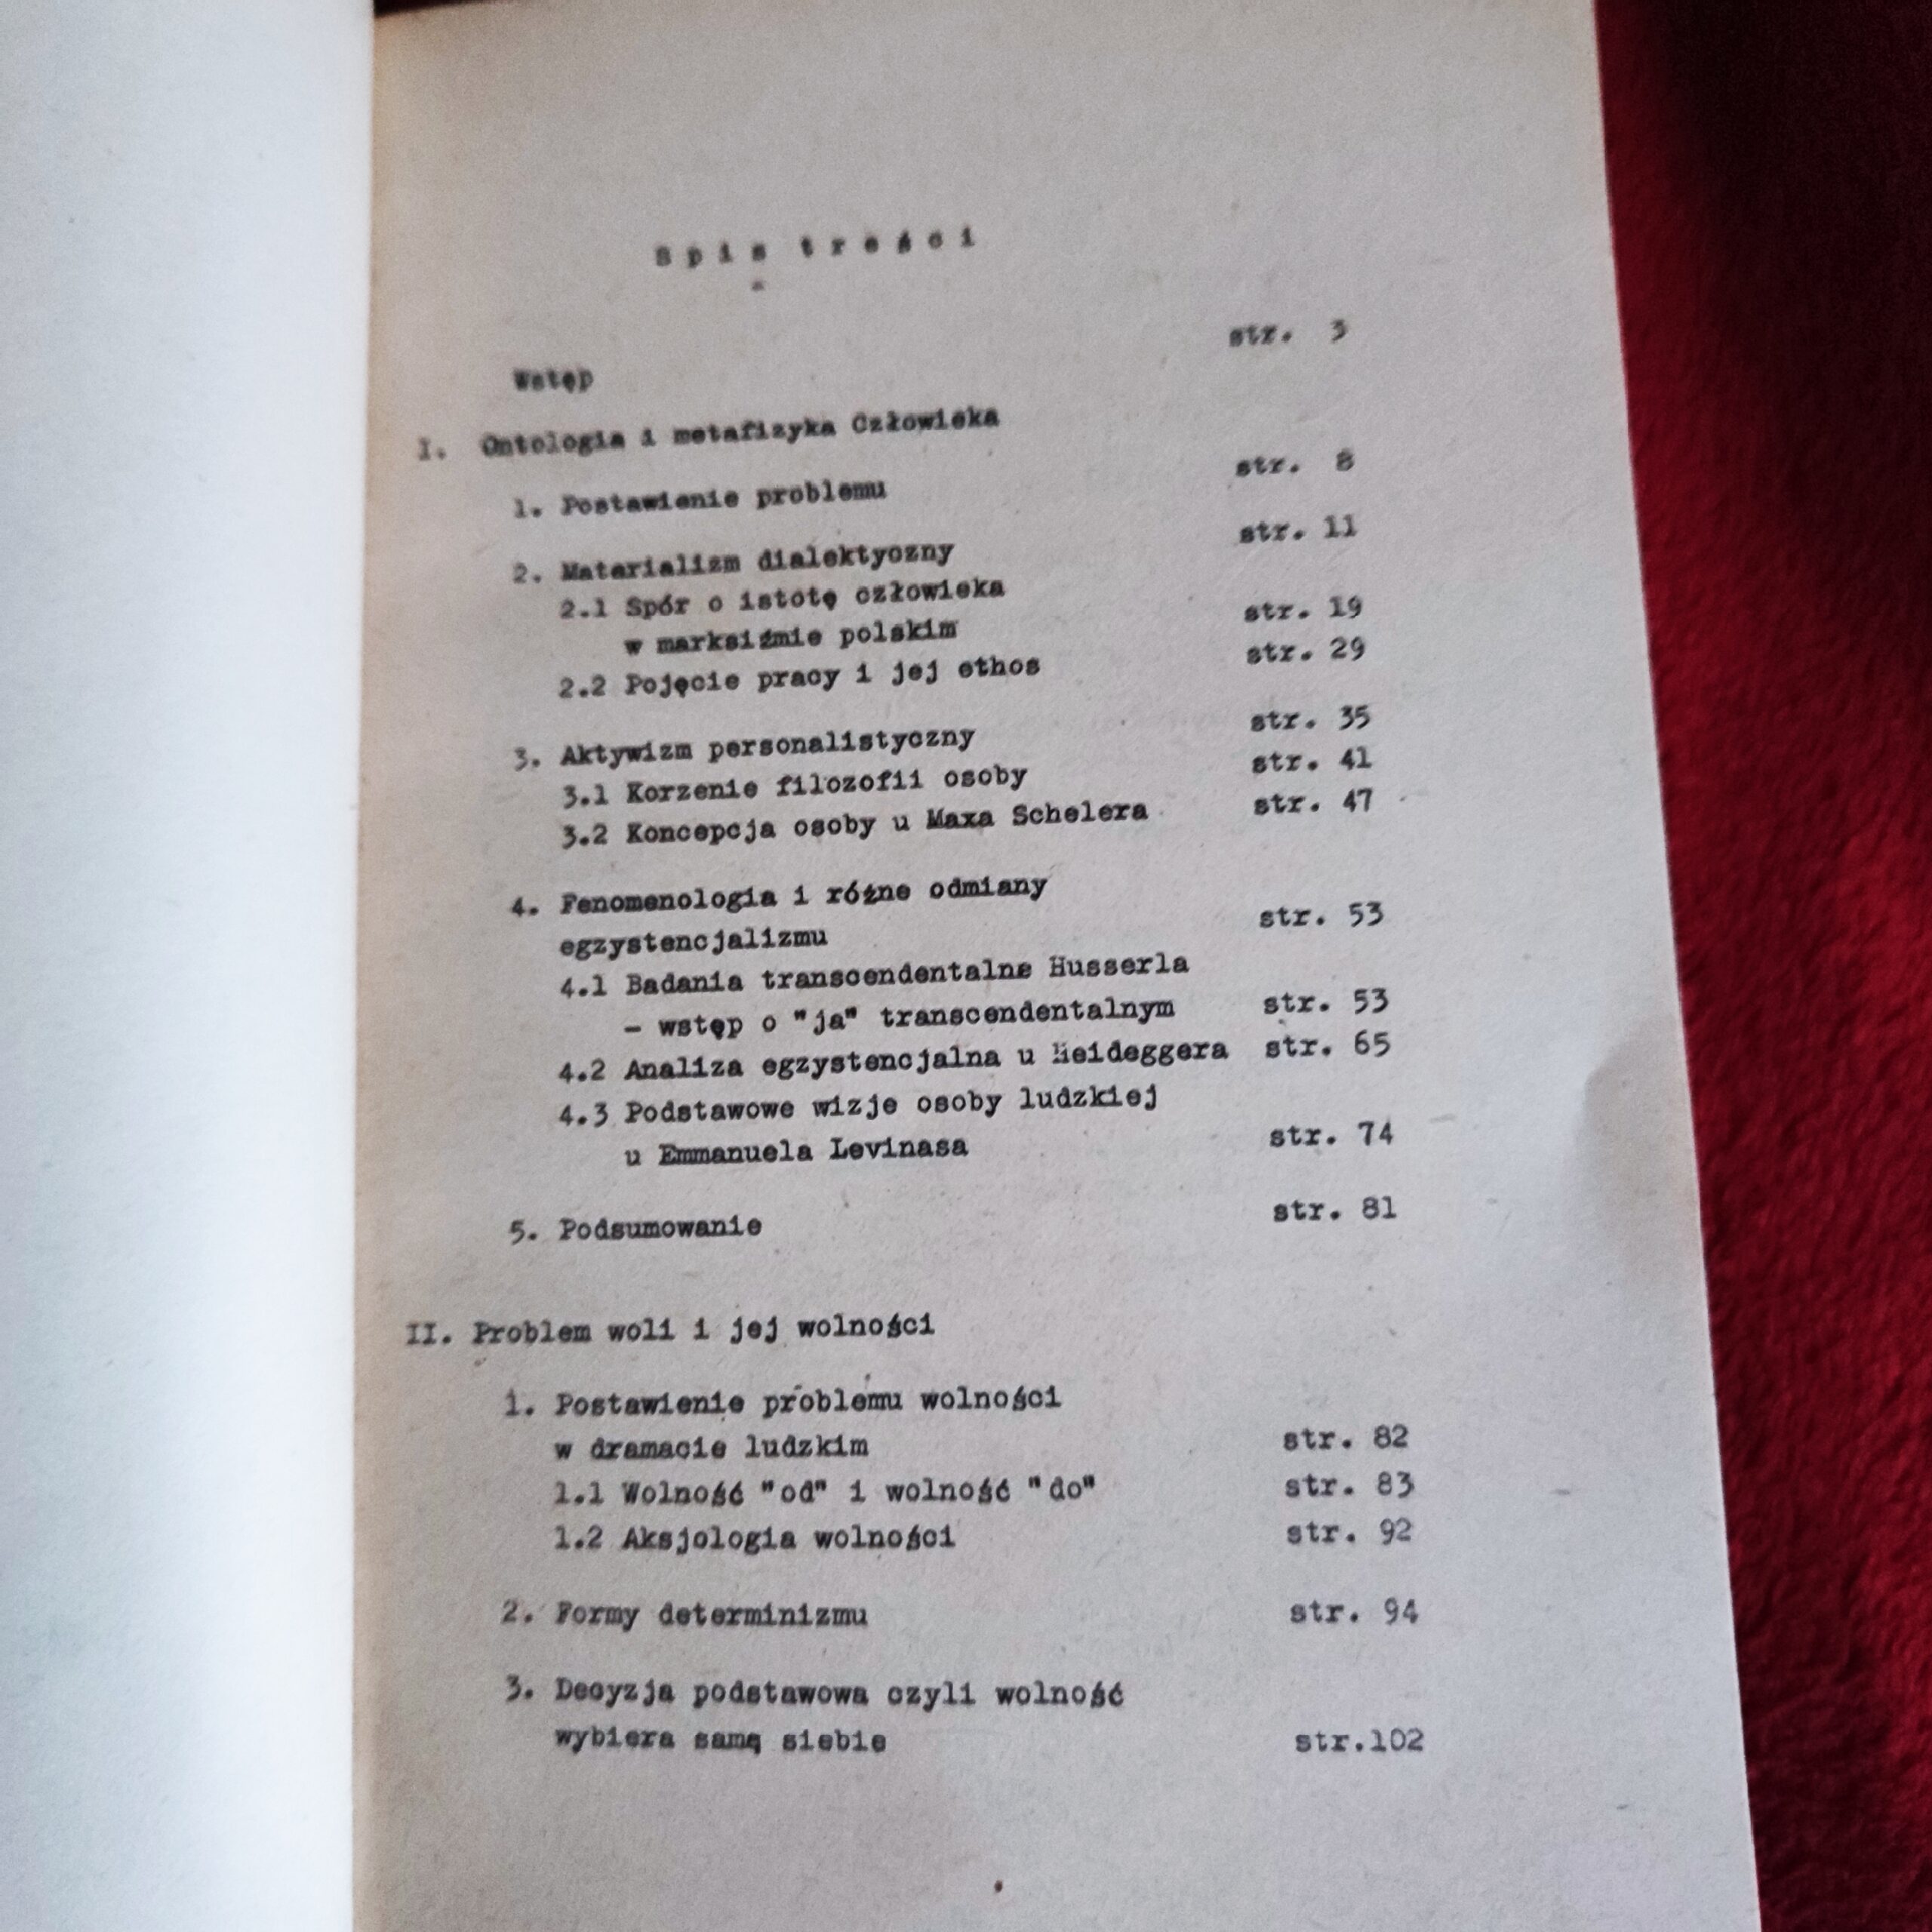 Spis treści
Wstęp str. 3
I. Ontologia i metafizyka Człowieka
1. Postawienie problemu str. 8
2. Materializm dialektyczny str. 11
2.1 Spór o istotę człowieka
w marksiźmie polskim str. 19
2.2 Pojęcie pracy i jej ethos str. 29
3. Aktywizm personalistyczny str. 35
3.1 Korzenie filozofii osoby str. 41
3.2 Koncepcja osoby u Maxa Schelera str. 47
4. Fenomenologia i różne odmiany
egzystencjalizmu str. 53
4.1 Badania transcendentalne Husserla
- wstęp o "ja" transcendentalnym str. 53
4.2 Analiza egzystencjalna u Heideggera str. 65
4.3 Podstawowe wizje osoby ludzkiej
u Emmanuela Levinasa str. 74
5. Podsumowanie str. 81
II. Problem woli i jej wolności
1. Postawienie problemu wolności
w dramacie ludzkim str. 82
1.1 Wolność "od" i wolność "do" str. 83
1.2 Aksjologia wolności str. 92
2. Formy determinizmu str. 94
3. Decyzja podstawowa czyli wolność
wybiera samą siebie str.102